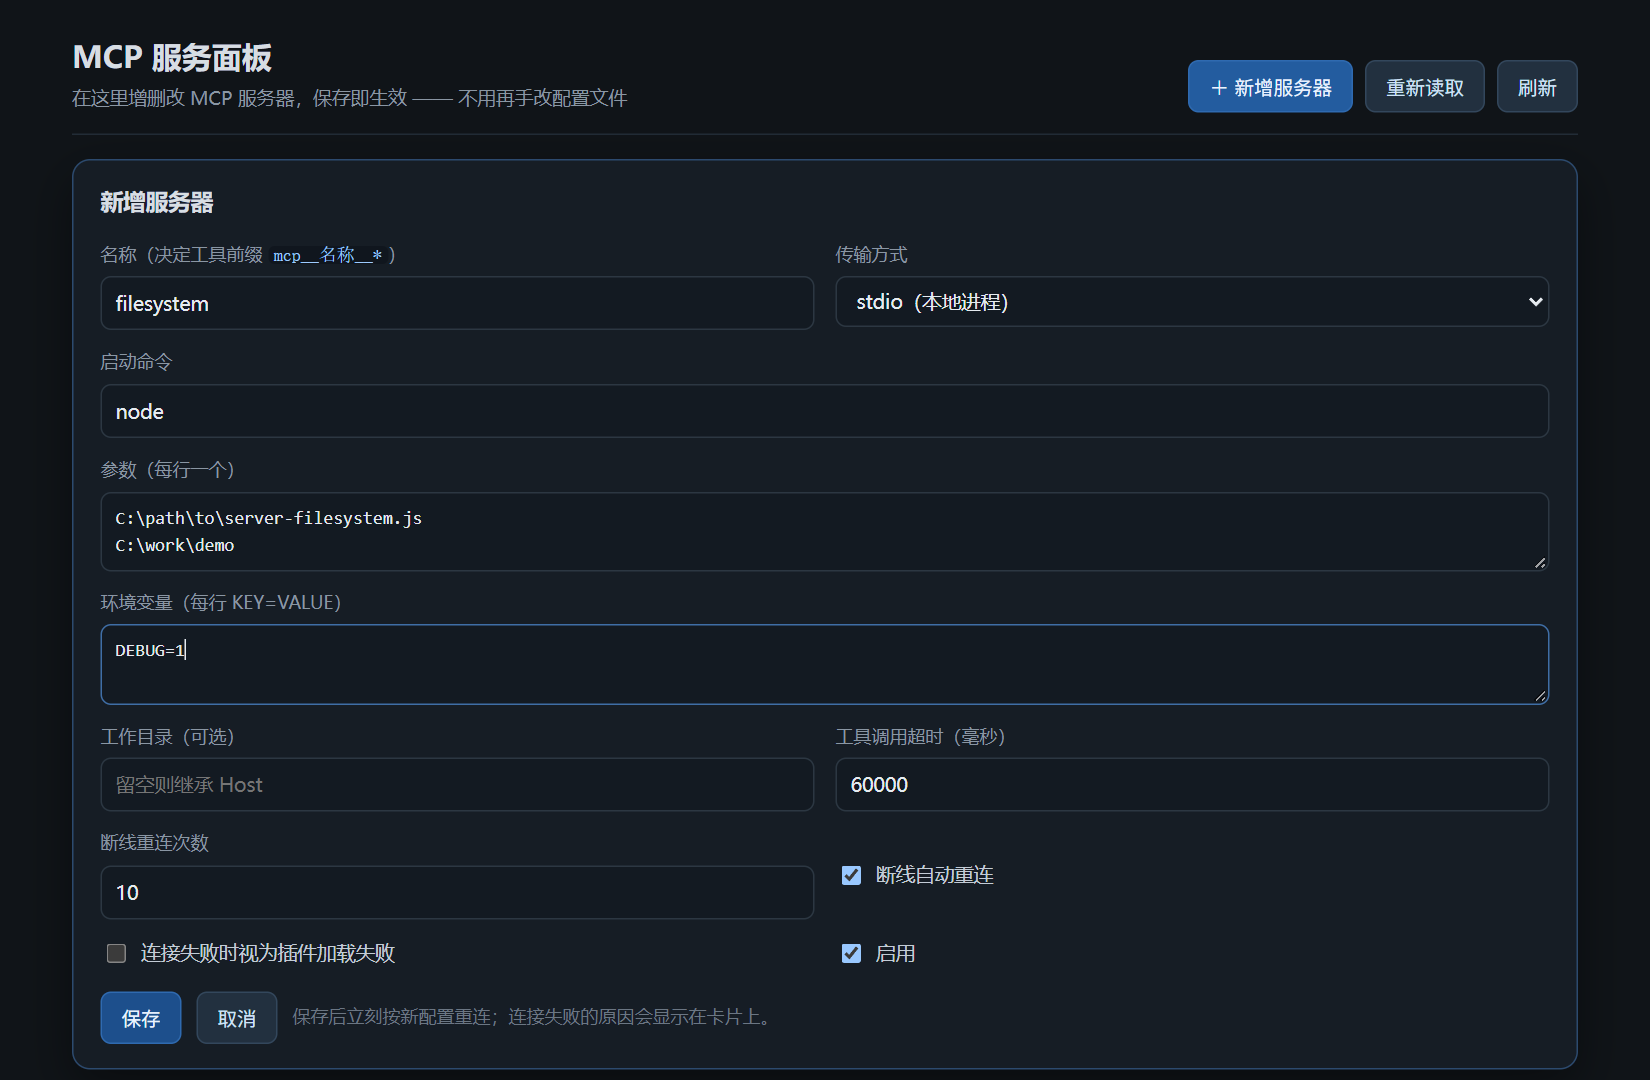 MCP 服务面板
在这里增删改 MCP 服务器，保存即生效 —— 不用再手改配置文件
＋ 新增服务器
重新读取
刷新
新增服务器
名称（决定工具前缀 mcp__名称__* ）
filesystem
传输方式
stdio（本地进程）
启动命令
node
参数（每行一个）
C:\path\to\server-filesystem.js
C:\work\demo
环境变量（每行 KEY=VALUE）
DEBUG=1
工作目录（可选）
留空则继承 Host
工具调用超时（毫秒）
60000
断线重连次数
10
断线自动重连
连接失败时视为插件加载失败
启用
保存
取消
保存后立刻按新配置重连；连接失败的原因会显示在卡片上。